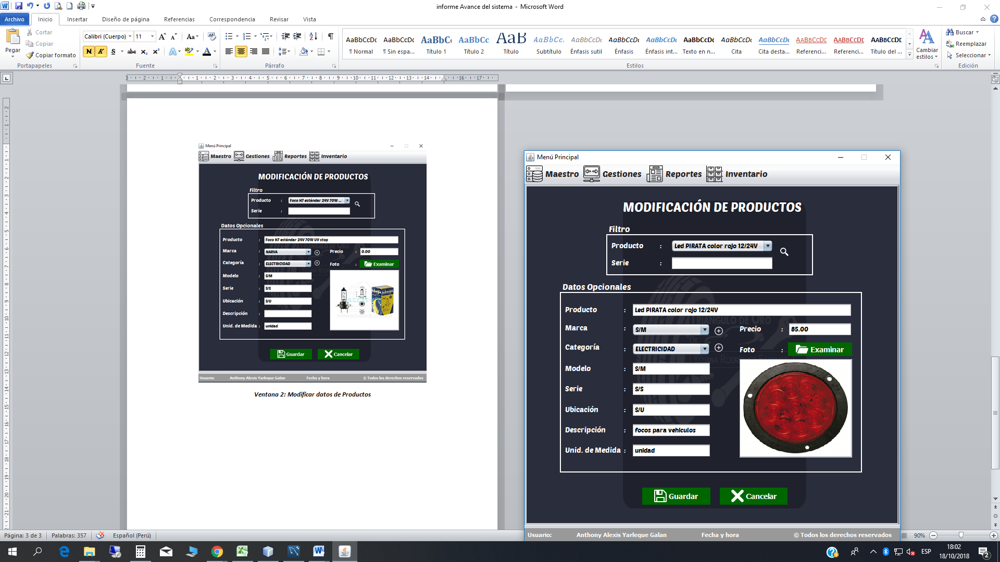 informe Avance del sistema - Microsoft Word
Archivo Inicio Insertar Diseño de página Referencias Correspondencia Revisar Vista
Pegar
Cortar
Copiar
Copiar formato
Portapapeles
Calibri (Cuerpo) 11
N K S abc x₂ x²
Fuente
Párrafo
AaBbCcDc AaBbCcDc AaBbCc AaBbCc AaB AaBbCc. AaBbCcDc AaBbCcDc AaBbCcDc AaBbCcDc AaBbCcDc AaBbCcDc AABBCCDE AABBCCDE AABBCCDE
¶ Normal ¶ Sin espa... Título 1 Título 2 Título Subtítulo Énfasis sutil Énfasis Énfasis int... Texto en n... Cita Cita desta... Referenci... Referenci... Título del ...
Estilos
Cambiar estilos
Buscar
Reemplazar
Seleccionar
Edición
Menú Principal
Maestro Gestiones Reportes Inventario
MODIFICACIÓN DE PRODUCTOS
Filtro
Producto : Foco H7 estándar 24V 70W ...
Serie :
Datos Opcionales
Producto : Foco H7 estándar 24V 70W UV stop
Marca : NARVA Precio : 0.00
Categoría : ELECTRICIDAD Foto : Examinar
Modelo : S/M
Serie : S/S
Ubicación : S/U
Descripción :
Unid. de Medida : unidad
Guardar Cancelar
Usuario: Anthony Alexis Yarleque Galan Fecha y hora © Todos los derechos reservados
Ventana 2: Modificar datos de Productos
Menú Principal
Maestro Gestiones Reportes Inventario
MODIFICACIÓN DE PRODUCTOS
Filtro
Producto : Led PIRATA color rojo 12/24V
Serie :
Datos Opcionales
Producto : Led PIRATA color rojo 12/24V
TRIANGULO DE ORO
Marca : S/M Precio : 85.00
DE
Categoría : ELECTRICIDAD Foto : Examinar
Modelo : S/M
Serie : S/S
Ubicación : S/U
Descripción : focos para vehiculos
Unid. de Medida : unidad
Guardar Cancelar
Usuario: Anthony Alexis Yarleque Galan Fecha y hora © Todos los derechos reservados
Página: 3 de 3 Palabras: 357 Español (Perú) 90%
ESP
18:02
18/10/2018
2